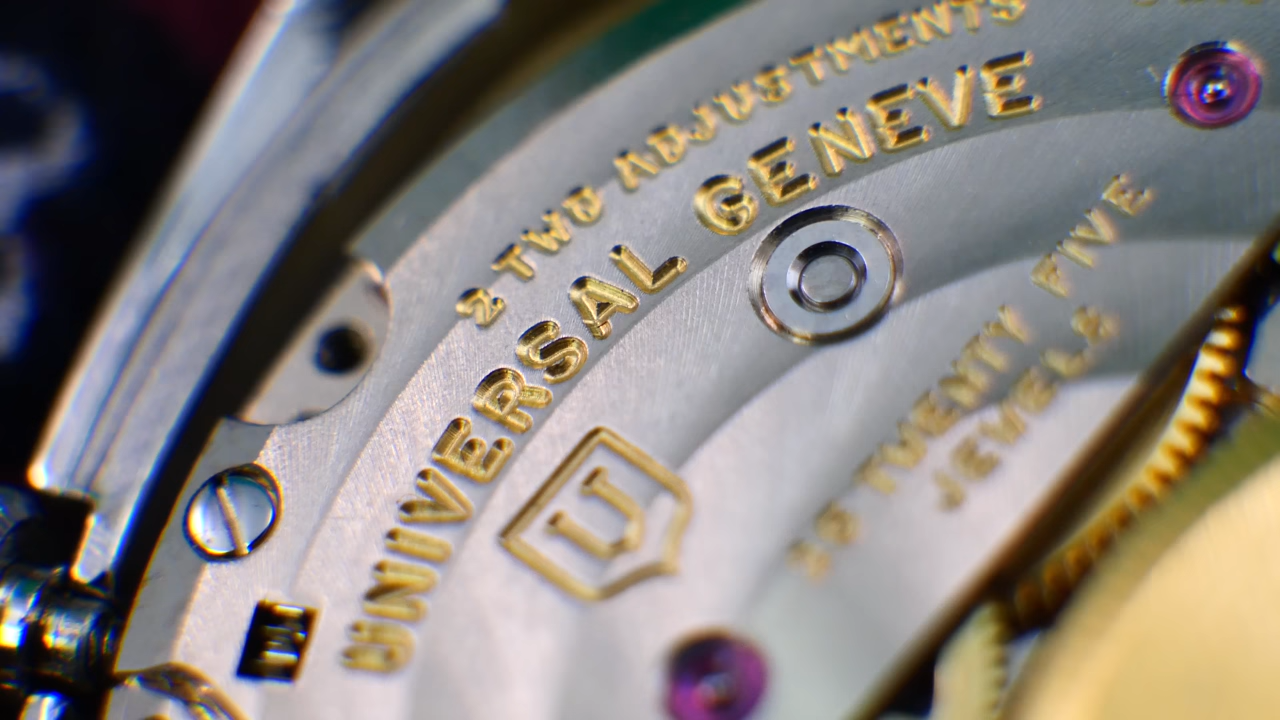 2 TWO ADJUSTMENTS
UNIVERSAL GENEVE
U
25 TWENTY FIVE
JEWELS